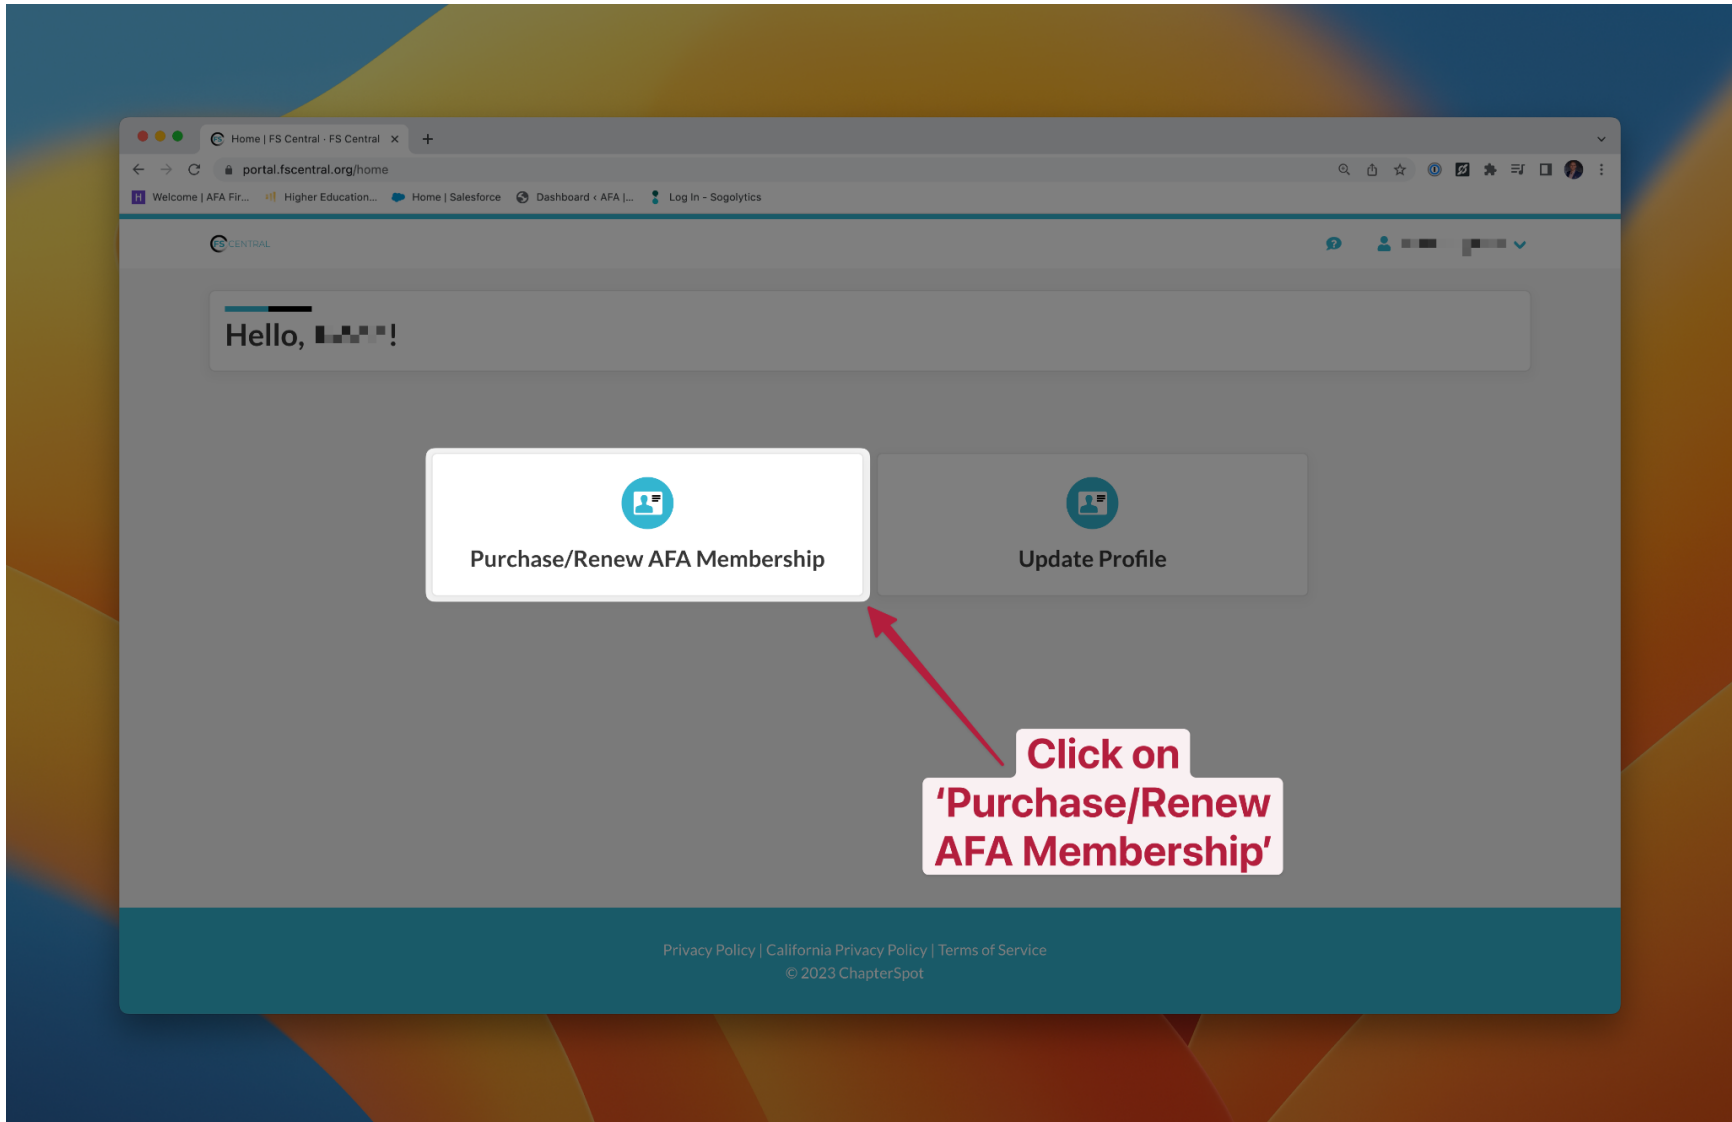 Home | FS Central · FS Central
portal.fscentral.org/home
Welcome | AFA Fir...
Higher Education...
Home | Salesforce
Dashboard ‹ AFA |...
Log In - Sogolytics
FS CENTRAL
Hello, !
Purchase/Renew AFA Membership
Update Profile
Click on
‘Purchase/Renew
AFA Membership’
Privacy Policy | California Privacy Policy | Terms of Service
© 2023 ChapterSpot